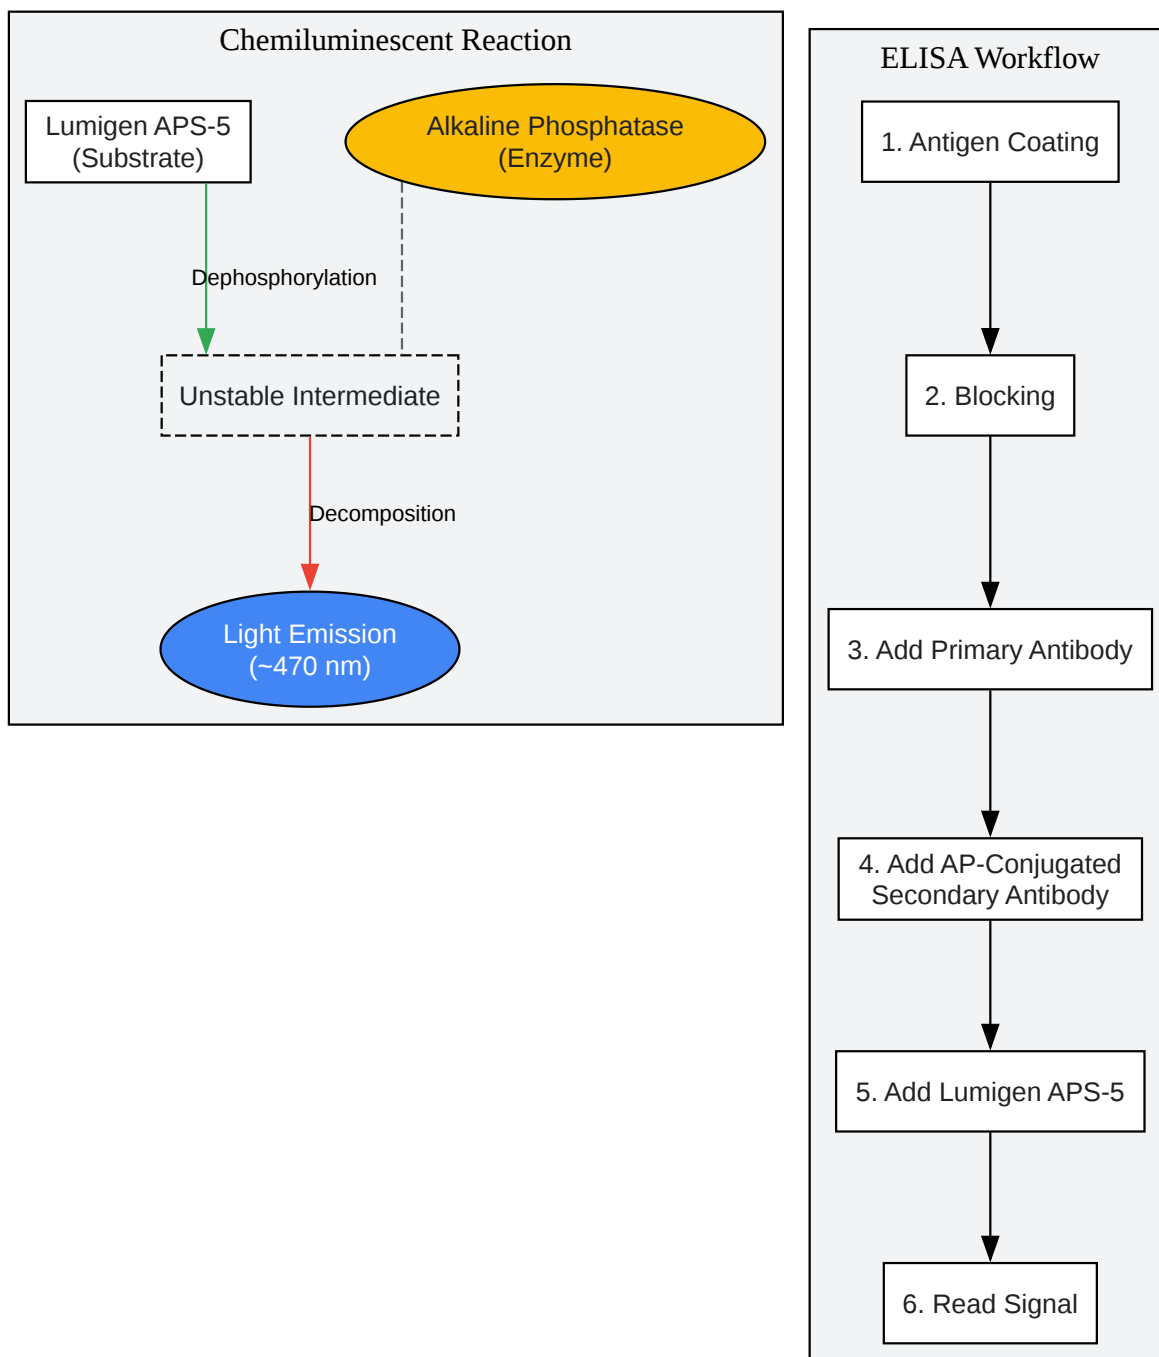 Chemiluminescent Reaction
Lumigen APS-5
(Substrate)
Alkaline Phosphatase
(Enzyme)
Dephosphorylation
Unstable Intermediate
Decomposition
Light Emission
(~470 nm)
ELISA Workflow
1. Antigen Coating
2. Blocking
3. Add Primary Antibody
4. Add AP-Conjugated
Secondary Antibody
5. Add Lumigen APS-5
6. Read Signal